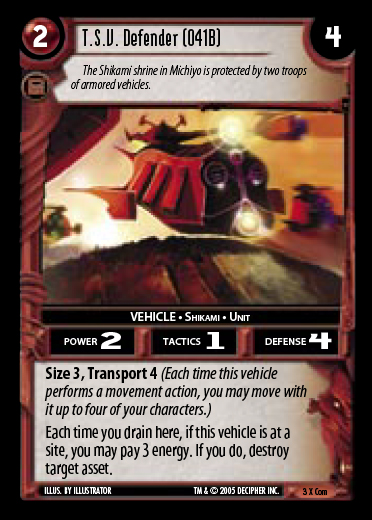 2
T.S.V. Defender (041B)
4
The Shikami shrine in Michiyo is protected by two troops
of armored vehicles.
VEHICLE • SHIKAMI • UNIT
POWER 2
TACTICS 1
DEFENSE 4
Size 3, Transport 4 (Each time this vehicle
performs a movement action, you may move with
it up to four of your characters.)
Each time you drain here, if this vehicle is at a
site, you may pay 3 energy. If you do, destroy
target asset.
ILLUS. BY ILLUSTRATOR
TM & © 2005 DECIPHER INC.
3 X Com